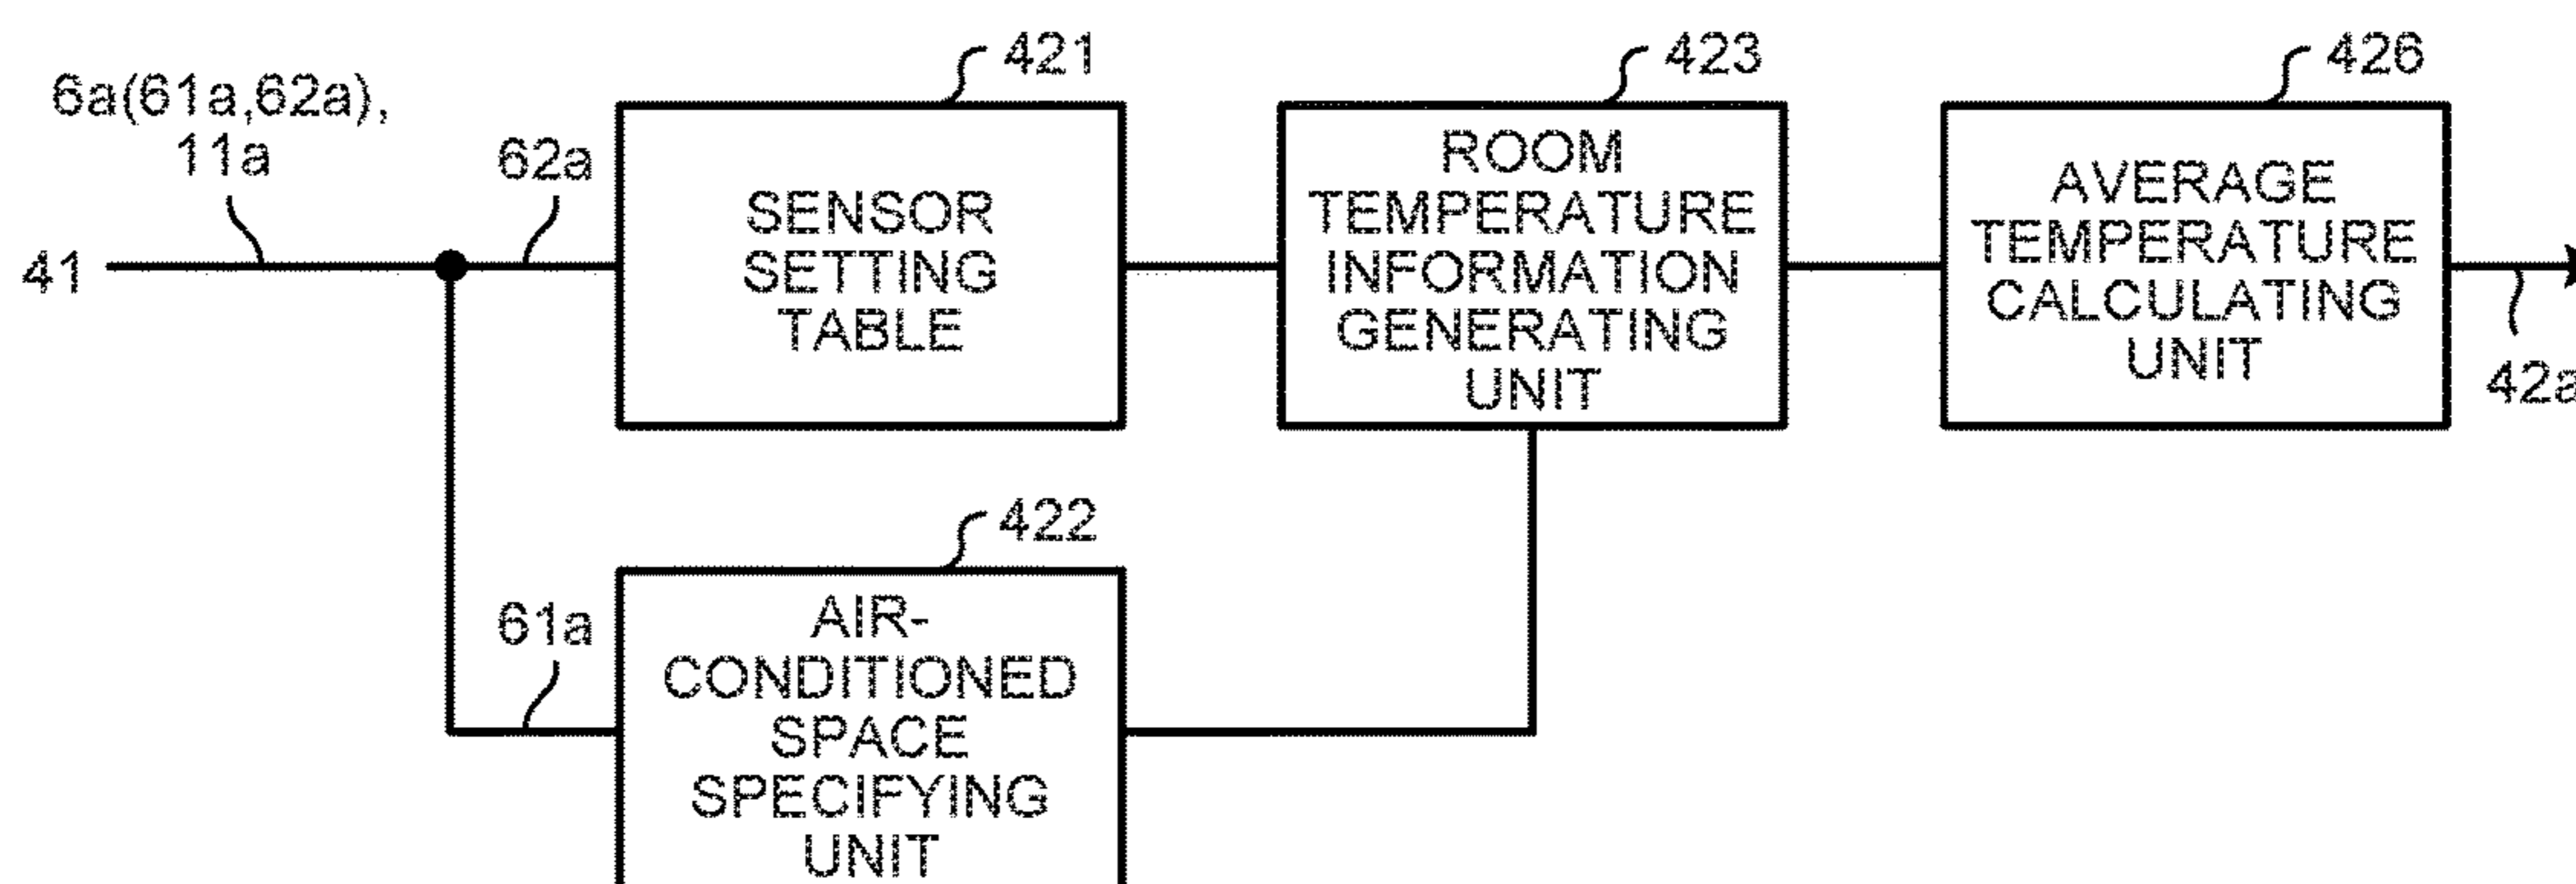 421
423
426
6a(61a,62a),
11a
62a
41
SENSOR
SETTING
TABLE
ROOM
TEMPERATURE
INFORMATION
GENERATING
UNIT
AVERAGE
TEMPERATURE
CALCULATING
UNIT
42a
422
61a
AIR-
CONDITIONED
SPACE
SPECIFYING
UNIT